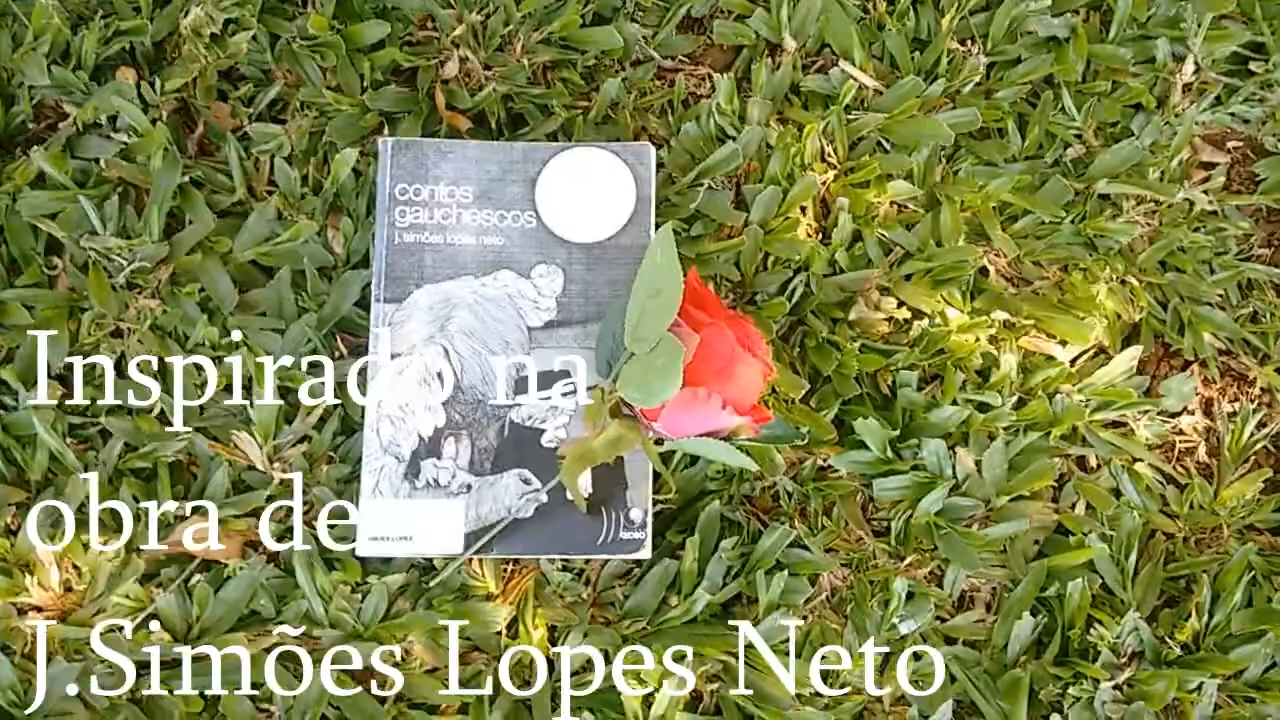 contos
gauchescos
j. simões lopes neto
Inspirado na
obra de
J.Simões Lopes Neto